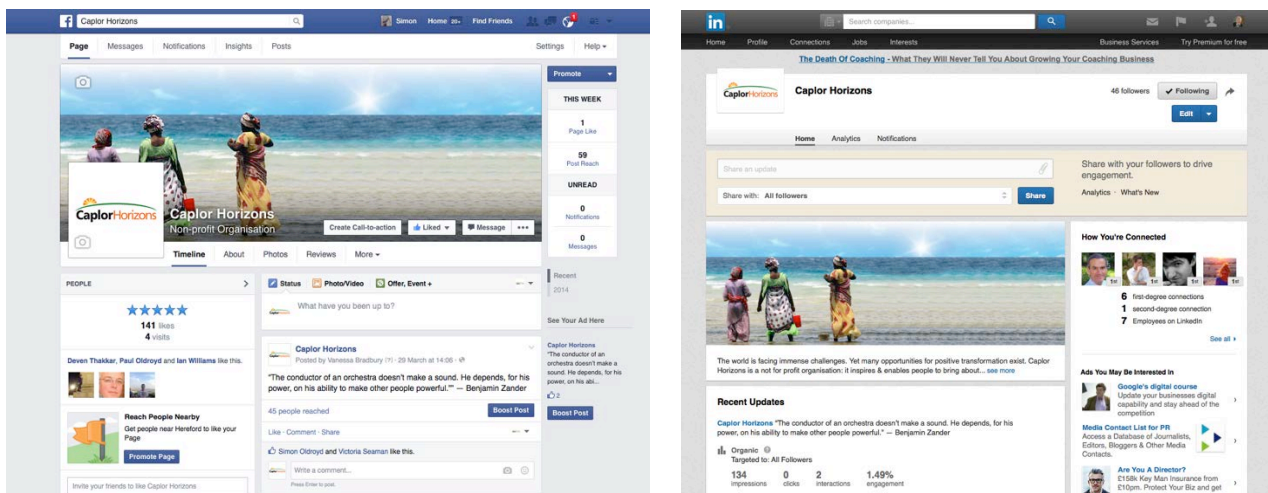 Caplor Horizons
Simon Home 20+ Find Friends
Page Messages Notifications Insights Posts Settings Help
Promote
THIS WEEK
1
Page Like
59
Post Reach
UNREAD
0
Notifications
0
Messages
CaplorHorizons
Caplor Horizons
Non-profit Organisation
Create Call-to-action Liked Message
Timeline About Photos Reviews More
Recent
2014
PEOPLE
141 likes
4 visits
Deven Thakkar, Paul Oldroyd and Ian Williams like this.
Reach People Nearby
Get people near Hereford to like your
Page
Promote Page
Invite your friends to like Caplor Horizons
Status Photo/Video Offer, Event +
What have you been up to?
Caplor Horizons
Posted by Vanessa Bradbury (?) · 29 March at 14:06 ·
"The conductor of an orchestra doesn't make a sound. He depends, for his
power, on his ability to make other people powerful."" — Benjamin Zander
45 people reached
Boost Post
Like · Comment · Share
Simon Oldroyd and Victoria Seaman like this.
Write a comment...
Press Enter to post.
See Your Ad Here
Caplor Horizons
"The conductor of an
orchestra doesn't make a
sound. He depends, for his
power, on his abi...
2
Boost Post
in
Search companies...
Home Profile Connections Jobs Interests Business Services Try Premium for free
The Death Of Coaching - What They Will Never Tell You About Growing Your Coaching Business
CaplorHorizons
Caplor Horizons
46 followers Following
Edit
Home Analytics Notifications
Share an update
Share with: All followers
Share
Share with your followers to drive
engagement.
Analytics · What's New
The world is facing immense challenges. Yet many opportunities for positive transformation exist. Caplor
Horizons is a not for profit organisation: it inspires & enables people to bring about... see more
Recent Updates
Caplor Horizons "The conductor of an orchestra doesn't make a sound. He depends, for his
power, on his ability to make other people powerful." — Benjamin Zander
Organic
Targeted to: All Followers
134 0 2 1.49%
impressions clicks interactions engagement
How You're Connected
1st 1st 1st 1st
6 first-degree connections
1 second-degree connection
7 Employees on LinkedIn
See all
Ads You May Be Interested in
Google's digital course
Update your businesses digital
capability and stay ahead of the
competition
Media Contact List for PR
Access a Database of Journalists,
Editors, Bloggers & Other Media
Contacts.
Are You A Director?
£158k Key Man Insurance from
£10pm. Protect Your Biz and get